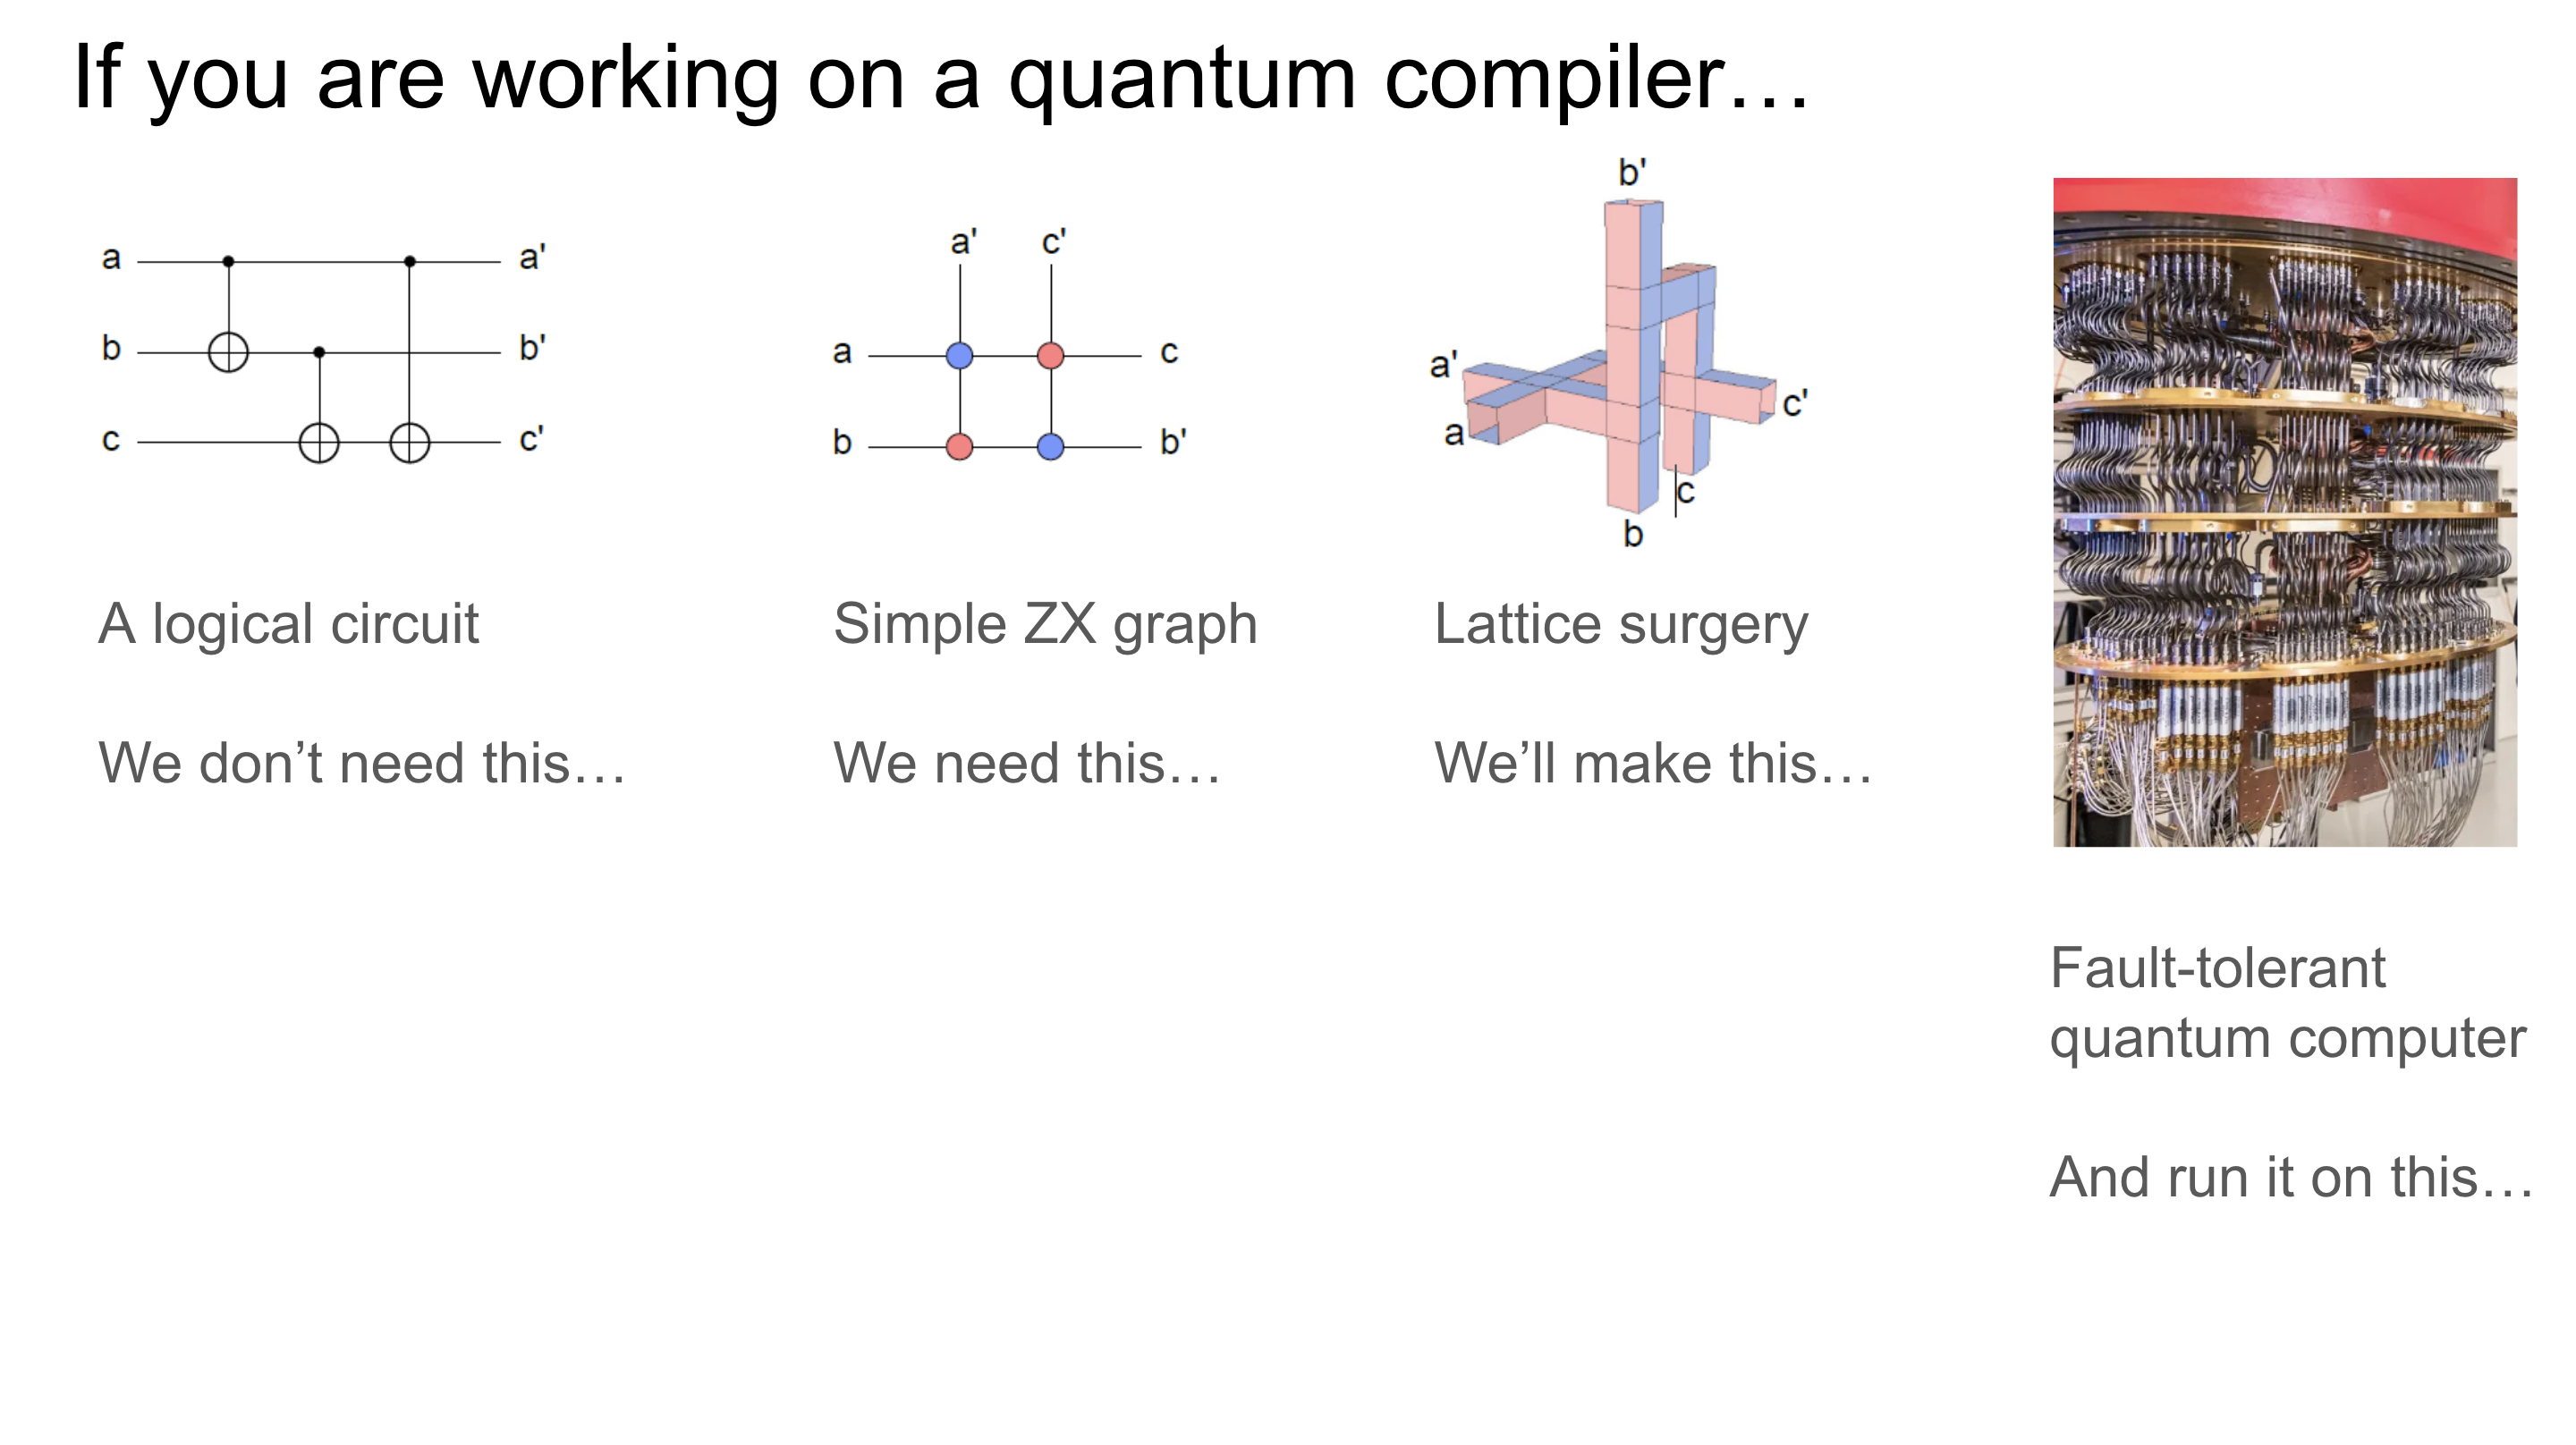 If you are working on a quantum compiler…
a
a'
b
b'
c
c'
A logical circuit
We don’t need this…
a'
c'
a
c
b
b'
Simple ZX graph
We need this…
b'
a'
c'
a
c
b
Lattice surgery
We’ll make this…
Fault-tolerant
quantum computer
And run it on this…